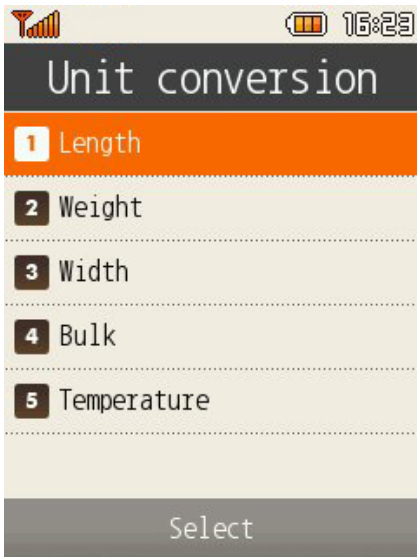 16:23
Unit conversion
1 Length
2 Weight
3 Width
4 Bulk
5 Temperature
Select